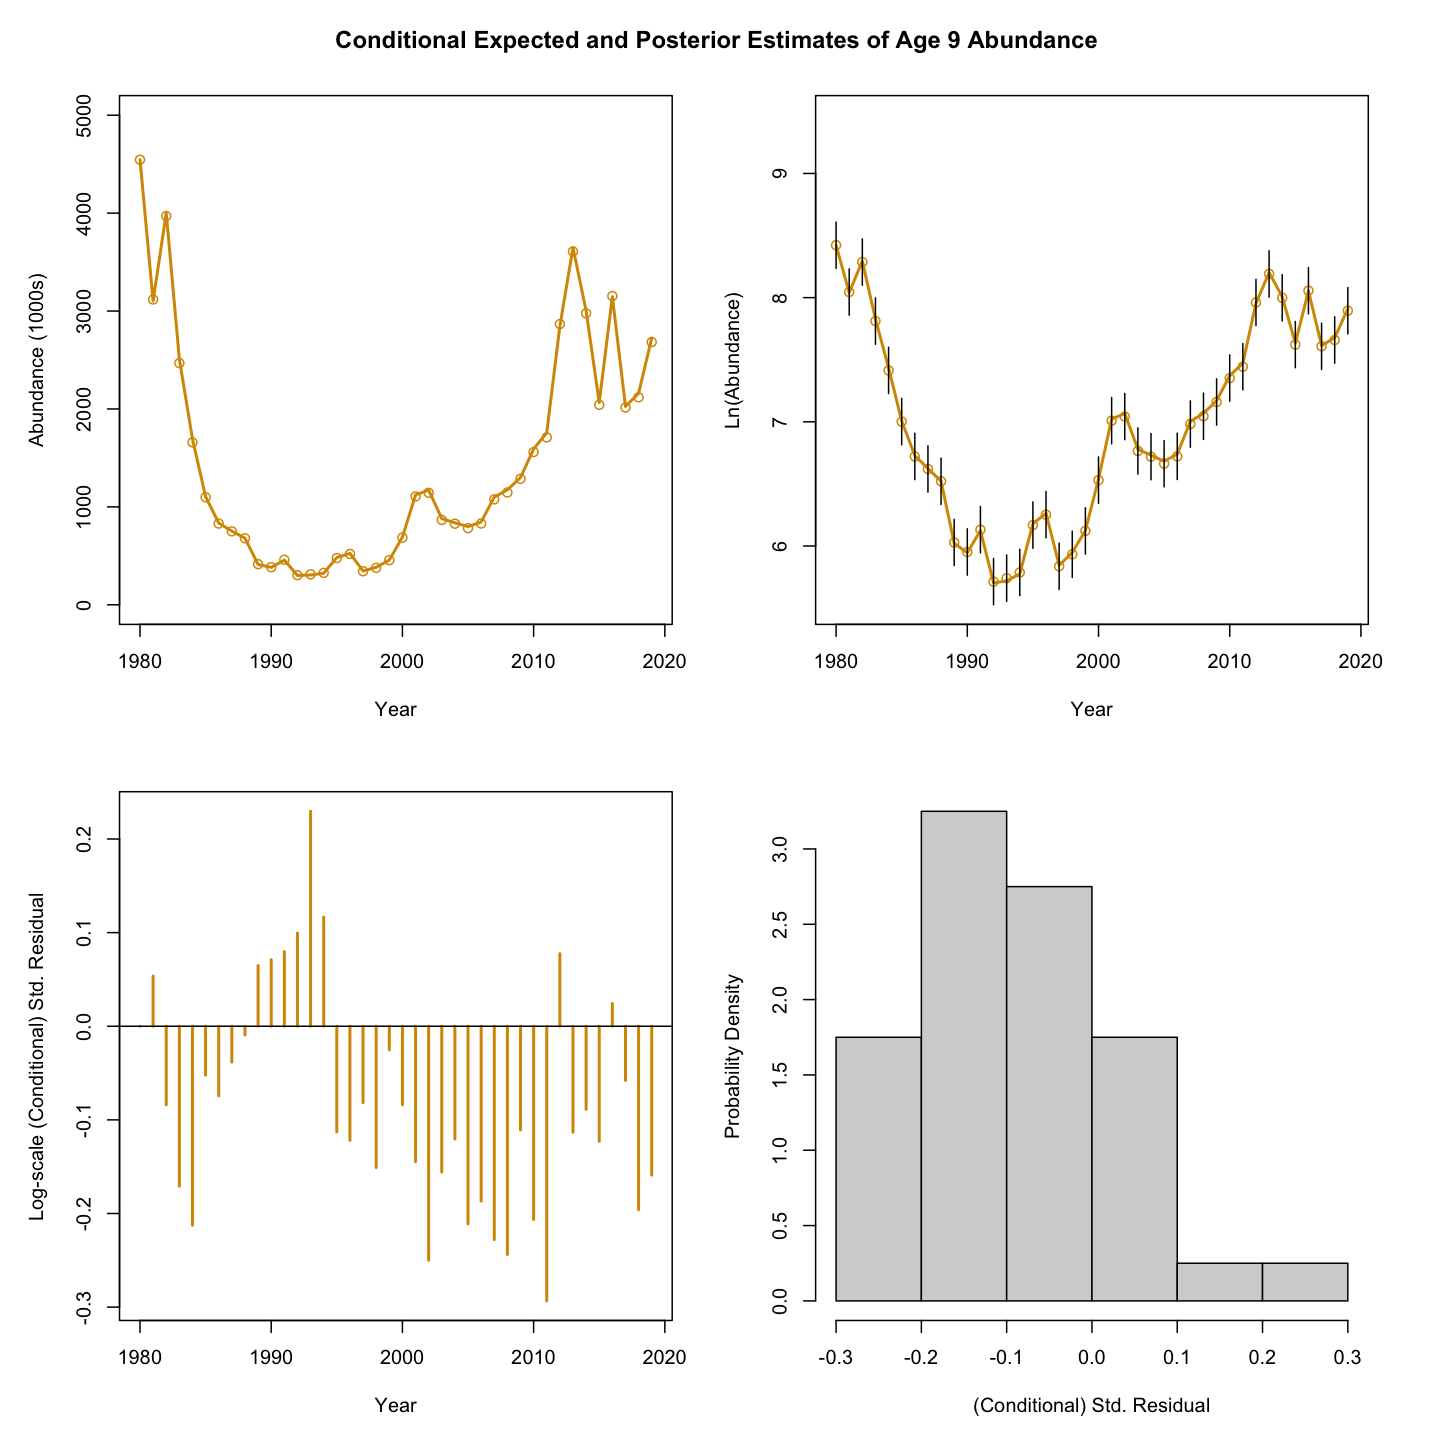 Conditional Expected and Posterior Estimates of Age 9 Abundance
Abundance (1000s)
5000
4000
3000
2000
1000
0
1980 1990 2000 2010 2020
Year
Ln(Abundance)
9
8
7
6
1980 1990 2000 2010 2020
Year
Log-scale (Conditional) Std. Residual
0.2
0.1
0.0
-0.1
-0.2
-0.3
1980 1990 2000 2010 2020
Year
Probability Density
3.0
2.5
2.0
1.5
1.0
0.5
0.0
-0.3 -0.2 -0.1 0.0 0.1 0.2 0.3
(Conditional) Std. Residual